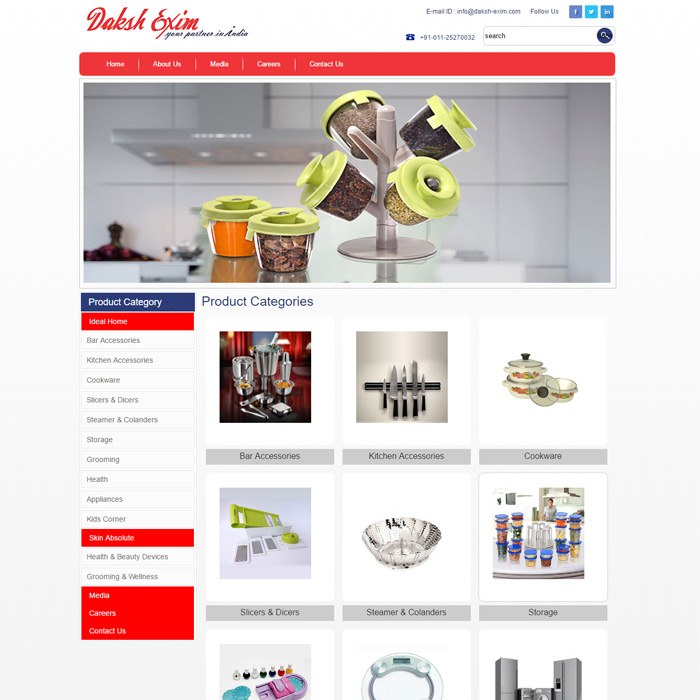 Daksh Exim
your partner in India
E-mail ID : info@daksh-exim.com Follow Us
+91-011-25270032
search
Home About Us Media Careers Contact Us
Product Category
Ideal Home
Bar Accessories
Kitchen Accessories
Cookware
Slicers & Dicers
Steamer & Colanders
Storage
Grooming
Health
Appliances
Kids Corner
Skin Absolute
Health & Beauty Devices
Grooming & Wellness
Media
Careers
Contact Us
Product Categories
Bar Accessories Kitchen Accessories Cookware
Slicers & Dicers Steamer & Colanders Storage